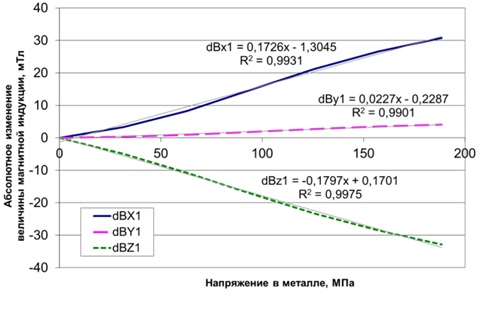 Абсолютное изменение
величины магнитной индукции, мТл
40
30
20
10
0
-10
-20
-30
-40
0
50
100
150
200
dBx1 = 0,1726x - 1,3045
R² = 0,9931
dBy1 = 0,0227x - 0,2287
R² = 0,9901
dBz1 = -0,1797x + 0,1701
R² = 0,9975
dBX1
dBY1
dBZ1
Напряжение в металле, МПа